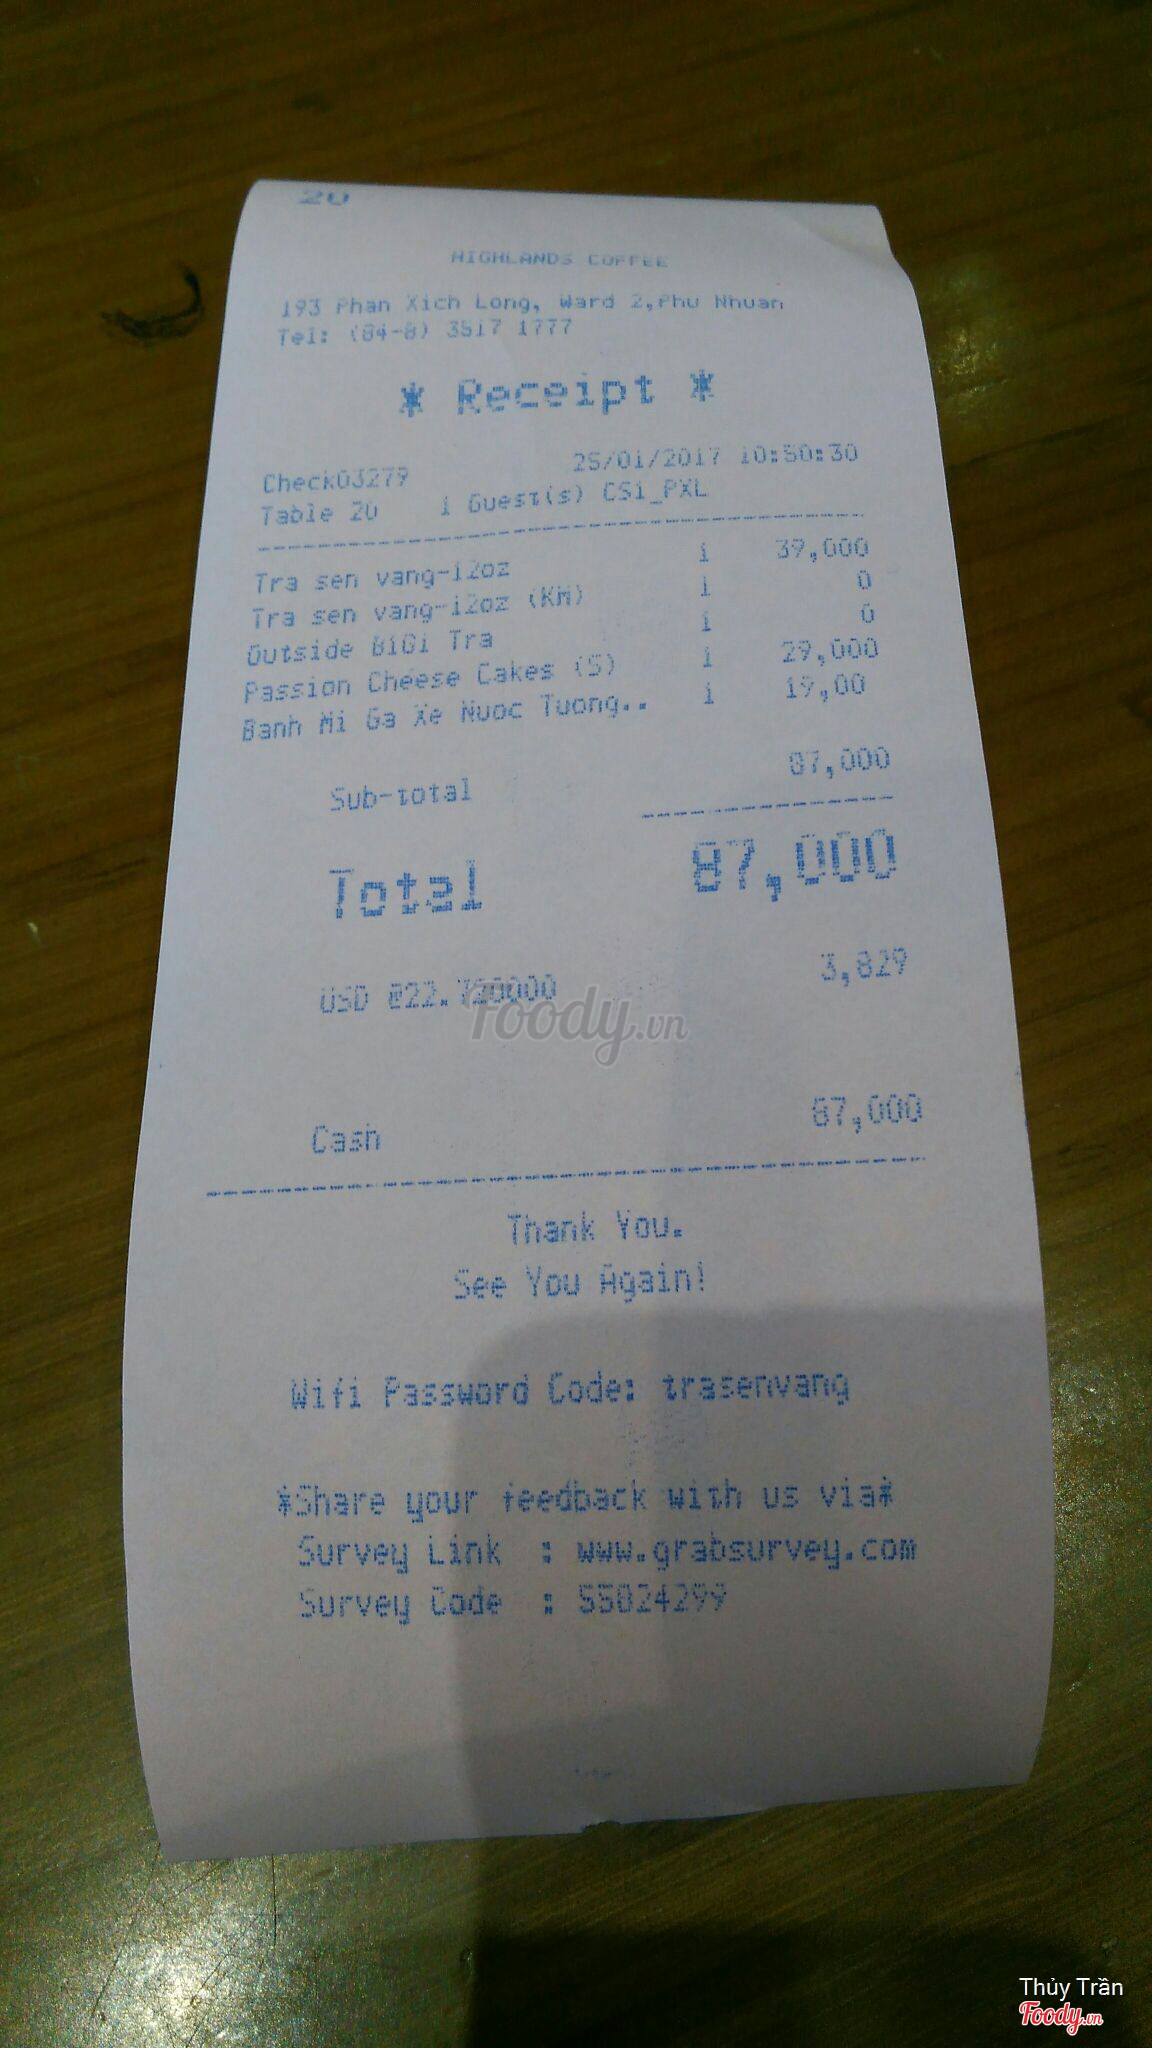 20
HIGHLANDS COFFEE
193 Phan Xich Long, Ward 2,Phu Nhuan
Tel: (84-8) 3517 1777
* Receipt *
Check03279 25/01/2017 10:50:30
Table 20 1 Guest(s) CS1_PXL
Tra sen vang-12oz 1 39,000
Tra sen vang-12oz (KM) 1 0
Outside B1G1 Tra 1 0
Passion Cheese Cakes (S) 1 29,000
Banh Mi Ga Xe Nuoc Tuong.. 1 19,00
Sub-total 87,000
Total 87,000
USD @22.720000 3,829
Cash 87,000
Thank You.
See You Again!
Wifi Password Code: trasenvang
*Share your feedback with us via*
Survey Link : www.grabsurvey.com
Survey Code : 55024299
Foody.vn
Thủy Trần
Foody.vn